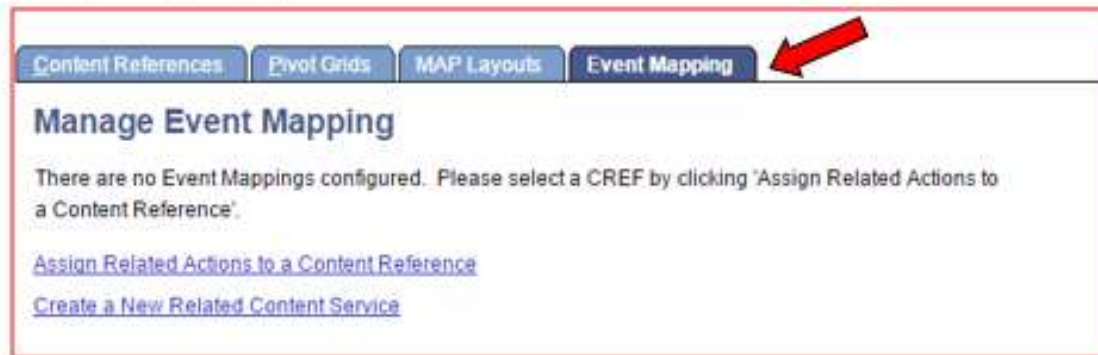 Content References Pivot Grids MAP Layouts Event Mapping
Manage Event Mapping
There are no Event Mappings configured. Please select a CREF by clicking 'Assign Related Actions to
a Content Reference'.
Assign Related Actions to a Content Reference
Create a New Related Content Service